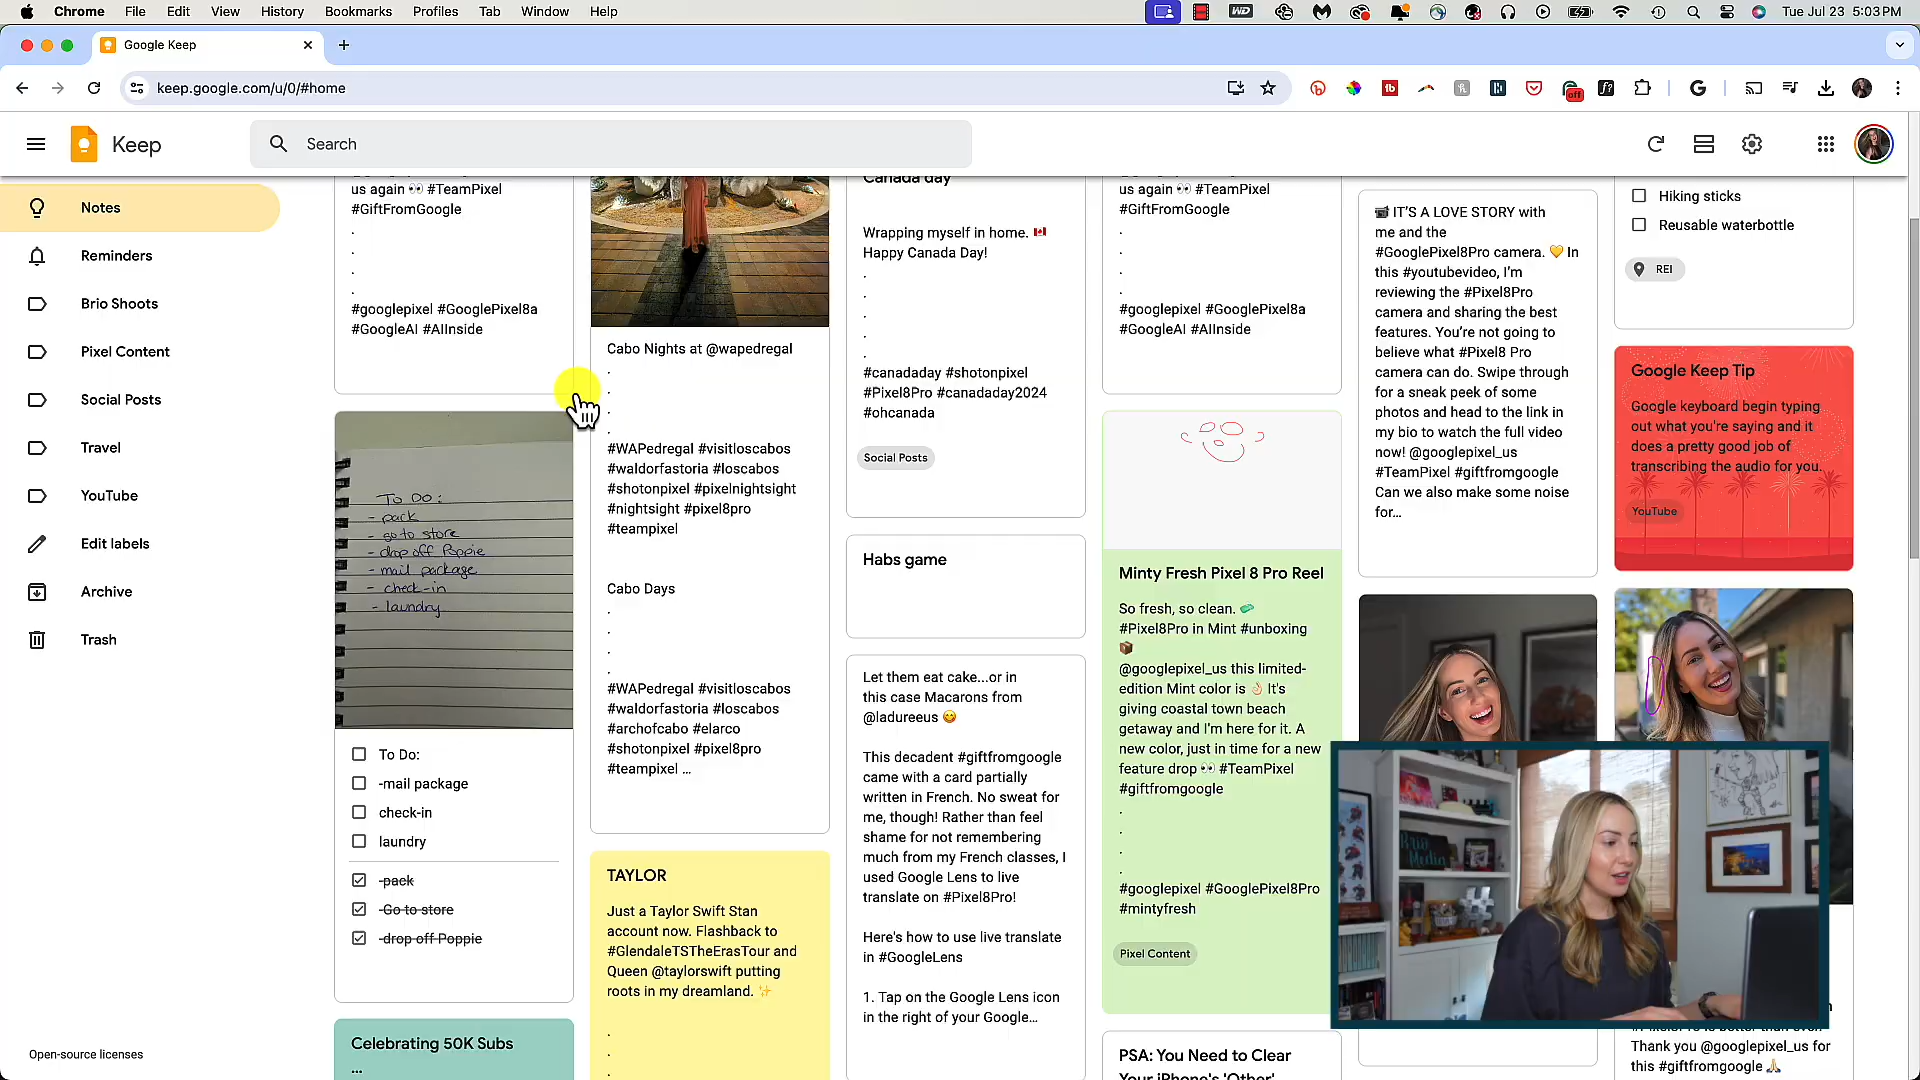 Chrome File Edit View History Bookmarks Profiles Tab Window Help
WD
Tue Jul 23 5:03 PM
Google Keep
keep.google.com/u/0/#home
off
Keep
Search
Notes
Reminders
Brio Shoots
Pixel Content
Social Posts
Travel
YouTube
Edit labels
Archive
Trash
Open-source licenses
us again 👀 #TeamPixel
#GiftFromGoogle
.
.
.
.
#googlepixel #GooglePixel8a
#GoogleAI #AIInside
To Do:
- pack
- go to store
- drop off Poppie
- mail package
- check-in
- laundry
To Do:
-mail package
check-in
laundry
-pack
-Go to store
-drop off Poppie
Celebrating 50K Subs
...
Cabo Nights at @wapedregal
.
.
.
.
#WAPedregal #visitloscabos
#waldorfastoria #loscabos
#shotonpixel #pixelnightsight
#nightsight #pixel8pro
#teampixel
Cabo Days
.
.
.
.
#WAPedregal #visitloscabos
#waldorfastoria #loscabos
#archofcabo #elarco
#shotonpixel #pixel8pro
#teampixel ...
TAYLOR
Just a Taylor Swift Stan
account now. Flashback to
#GlendaleTSTheErasTour and
Queen @taylorswift putting
roots in my dreamland. ✨
.
.
.
Canada day
Wrapping myself in home. 🇨🇦
Happy Canada Day!
.
.
.
.
.
#canadaday #shotonpixel
#Pixel8Pro #canadaday2024
#ohcanada
Social Posts
Habs game
Let them eat cake...or in
this case Macarons from
@ladureeus 😋
This decadent #giftfromgoogle
came with a card partially
written in French. No sweat for
me, though! Rather than feel
shame for not remembering
much from my French classes, I
used Google Lens to live
translate on #Pixel8Pro!
Here's how to use live translate
in #GoogleLens
1. Tap on the Google Lens icon
in the right of your Google...
us again 👀 #TeamPixel
#GiftFromGoogle
.
.
.
.
#googlepixel #GooglePixel8a
#GoogleAI #AIInside
Minty Fresh Pixel 8 Pro Reel
So fresh, so clean. 🧼
#Pixel8Pro in Mint #unboxing
📦
@googlepixel_us this limited-
edition Mint color is 👌🏻 It's
giving coastal town beach
getaway and I'm here for it. A
new color, just in time for a new
feature drop 👀 #TeamPixel
#giftfromgoogle
.
.
.
.
#googlepixel #GooglePixel8Pro
#mintyfresh
Pixel Content
PSA: You Need to Clear
Your iPhone's 'Other'
📹 IT'S A LOVE STORY with
me and the
#GooglePixel8Pro camera. 💛 In
this #youtubevideo, I'm
reviewing the #Pixel8Pro
camera and sharing the best
features. You're not going to
believe what #Pixel8 Pro
camera can do. Swipe through
for a sneak peek of some
photos and head to the link in
my bio to watch the full video
now! @googlepixel_us
#TeamPixel #giftfromgoogle
Can we also make some noise
for...
Hiking sticks
Reusable waterbottle
REI
Google Keep Tip
Google keyboard begin typing
out what you're saying and it
does a pretty good job of
transcribing the audio for you.
YouTube
Brio
Media
Thank you @googlepixel_us for
this #giftfromgoogle 🙏🏻